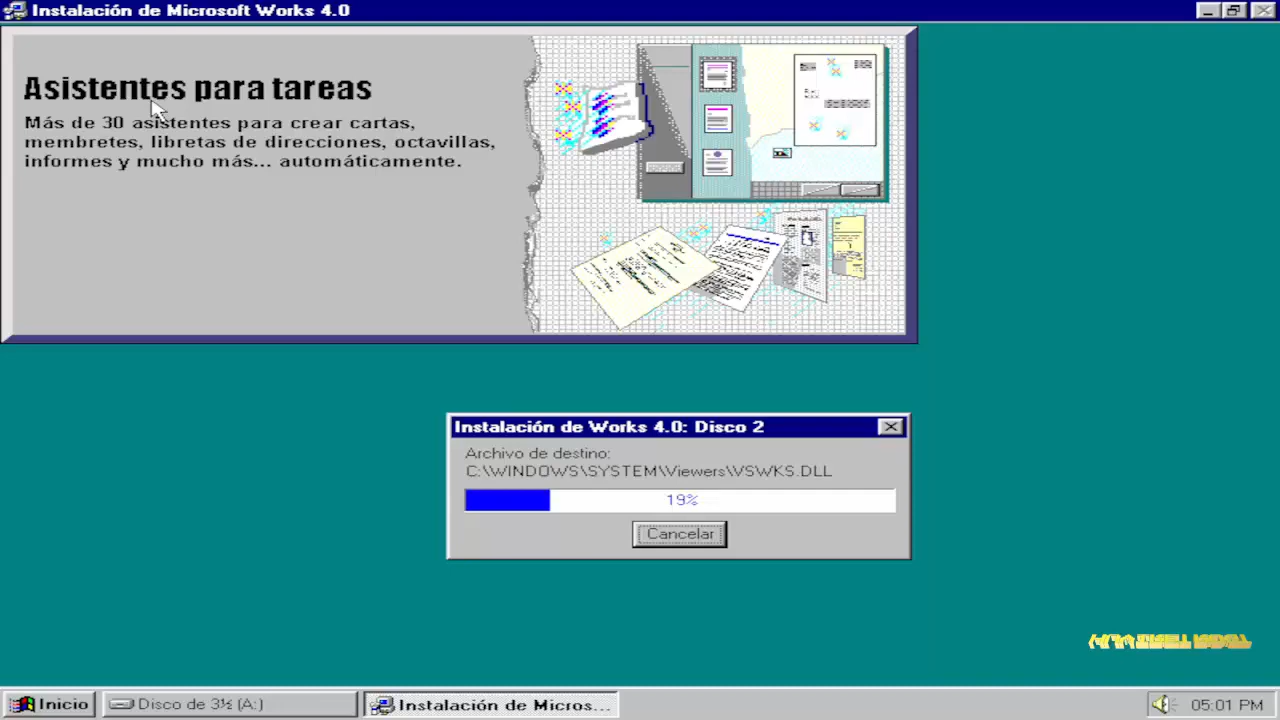 Instalación de Microsoft Works 4.0
Asistentes para tareas
Más de 30 asistentes para crear cartas,
membretes, libretas de direcciones, octavillas,
informes y mucho más... automáticamente.
Instalación de Works 4.0: Disco 2
Archivo de destino:
C:\WINDOWS\SYSTEM\Viewers\VSWKS.DLL
19%
Cancelar
Inicio
Disco de 3½ (A:)
Instalación de Micros...
05:01 PM